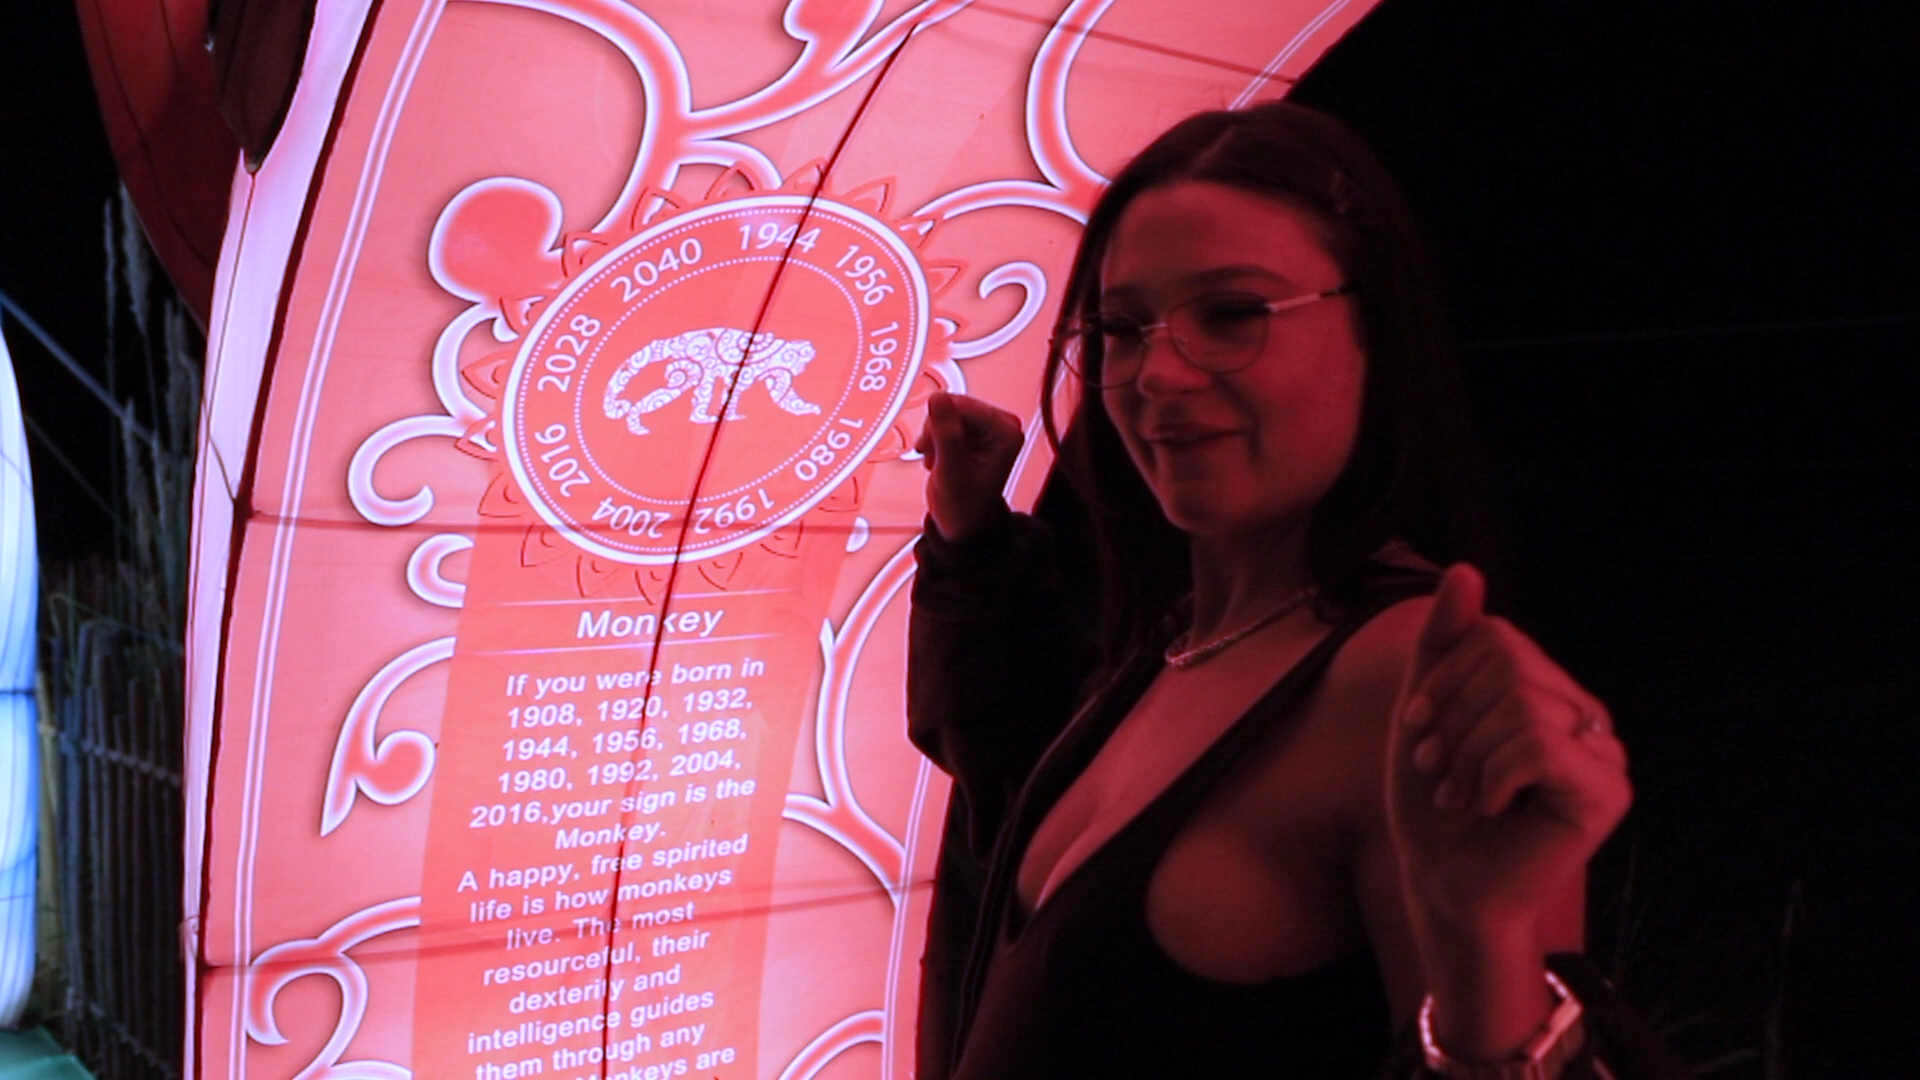 1944
1956
1968
1980
1992
2004
2016
2028
2040
Monkey
If you were born in
1908, 1920, 1932,
1944, 1956, 1968,
1980, 1992, 2004,
2016,your sign is the
Monkey.
A happy, free spirited
life is how monkeys
live. The most
resourceful, their
dexterity and
intelligence guides
them through any
Monkeys are